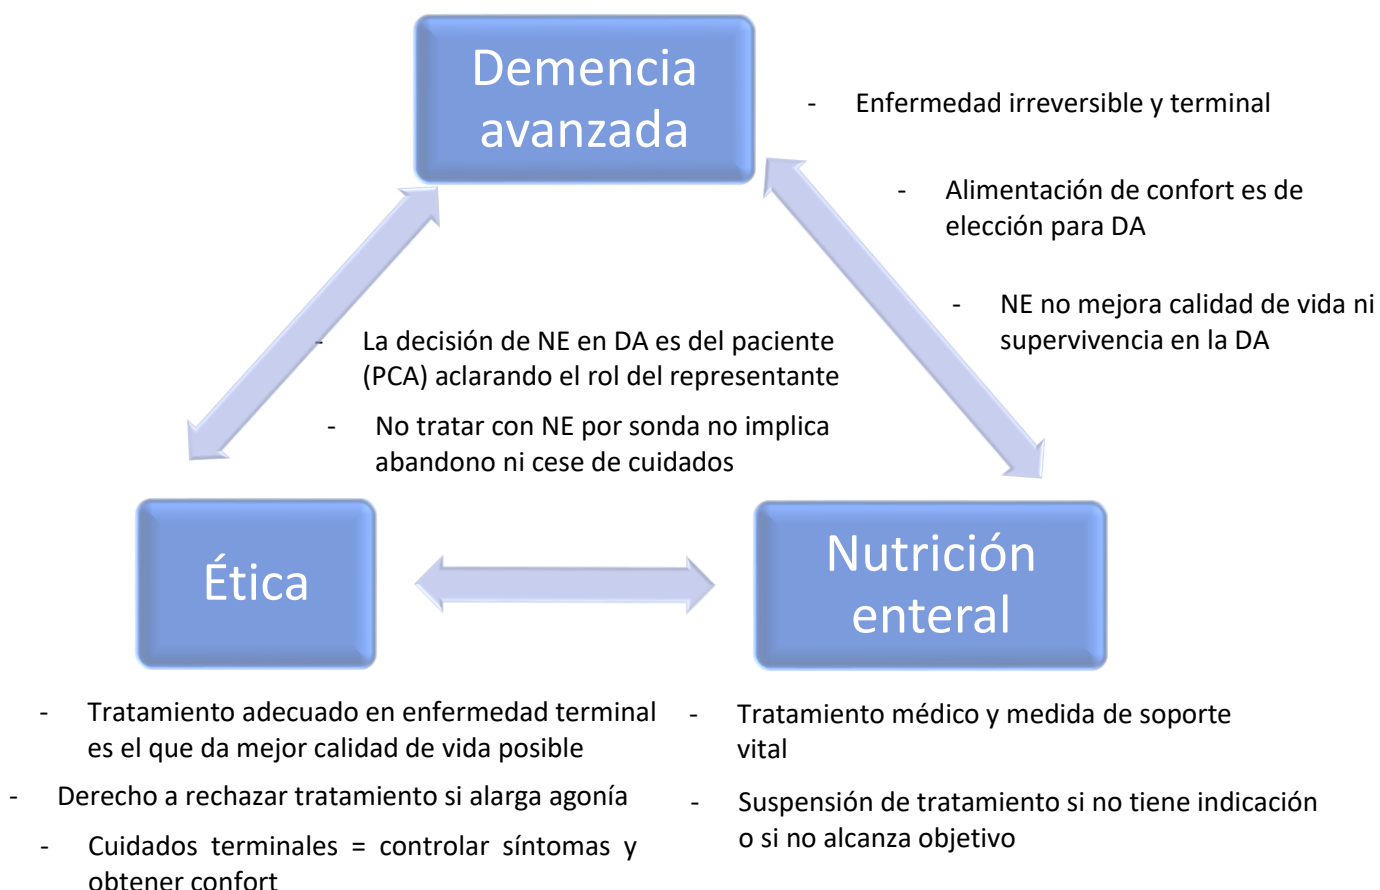 Demencia
avanzada
- Enfermedad irreversible y terminal
- Alimentación de confort es de
elección para DA
- NE no mejora calidad de vida ni
supervivencia en la DA
- La decisión de NE en DA es del paciente
(PCA) aclarando el rol del representante
- No tratar con NE por sonda no implica
abandono ni cese de cuidados
Ética
Nutrición
enteral
- Tratamiento adecuado en enfermedad terminal
es el que da mejor calidad de vida posible
- Derecho a rechazar tratamiento si alarga agonía
- Cuidados terminales = controlar síntomas y
obtener confort
- Tratamiento médico y medida de soporte
vital
- Suspensión de tratamiento si no tiene indicación
o si no alcanza objetivo